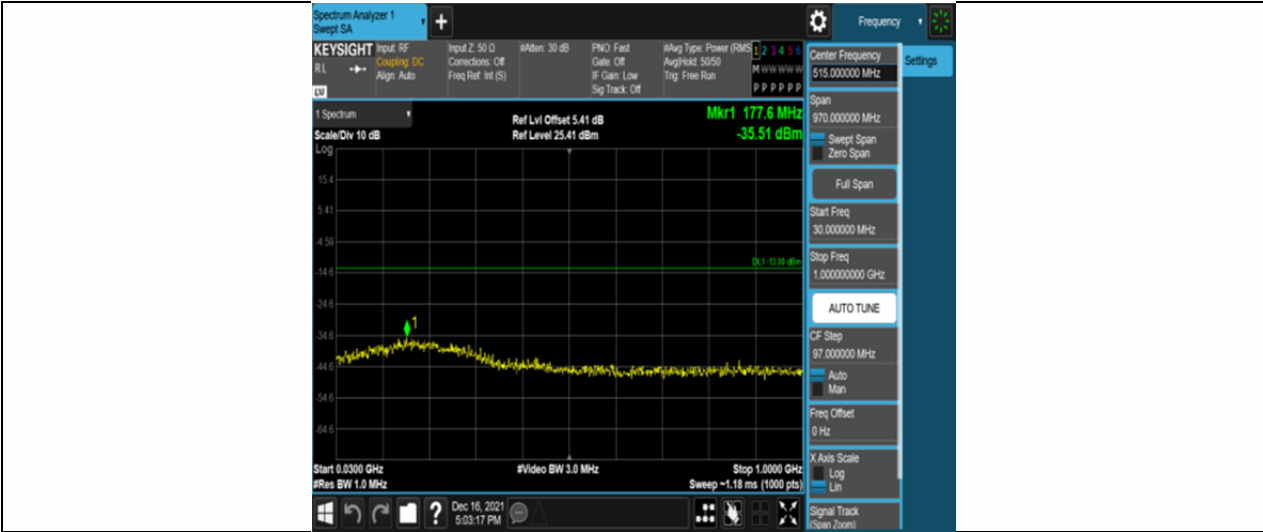 Spectrum Analyzer 1
Swept SA
+
Frequency
KEYSIGHT
RL
LV
Input: RF
Coupling: DC
Align: Auto
Input Z: 50 Ω
Corrections: Off
Freq Ref: Int (S)
#Atten: 30 dB
PNO: Fast
Gate: Off
IF Gain: Low
Sig Track: Off
#Avg Type: Power (RMS
Avg|Hold: 50/50
Trig: Free Run
1 2 3 4 5 6
M W W W W W
P P P P P P
Center Frequency
515.000000 MHz
Settings
1 Spectrum
Scale/Div 10 dB
Ref Lvl Offset 5.41 dB
Ref Level 25.41 dBm
Mkr1 177.6 MHz
-35.51 dBm
Log
15.4
5.41
-4.59
-14.6
-24.6
-34.6
-44.6
-54.6
-64.6
DL1 -13.00 dBm
1
Start 0.0300 GHz
#Res BW 1.0 MHz
#Video BW 3.0 MHz
Stop 1.0000 GHz
Sweep ~1.18 ms (1000 pts)
Span
970.000000 MHz
Swept Span
Zero Span
Full Span
Start Freq
30.000000 MHz
Stop Freq
1.000000000 GHz
AUTO TUNE
CF Step
97.000000 MHz
Auto
Man
Freq Offset
0 Hz
X Axis Scale
Log
Lin
Signal Track
(Span Zoom)
?
Dec 16, 2021
5:03:17 PM